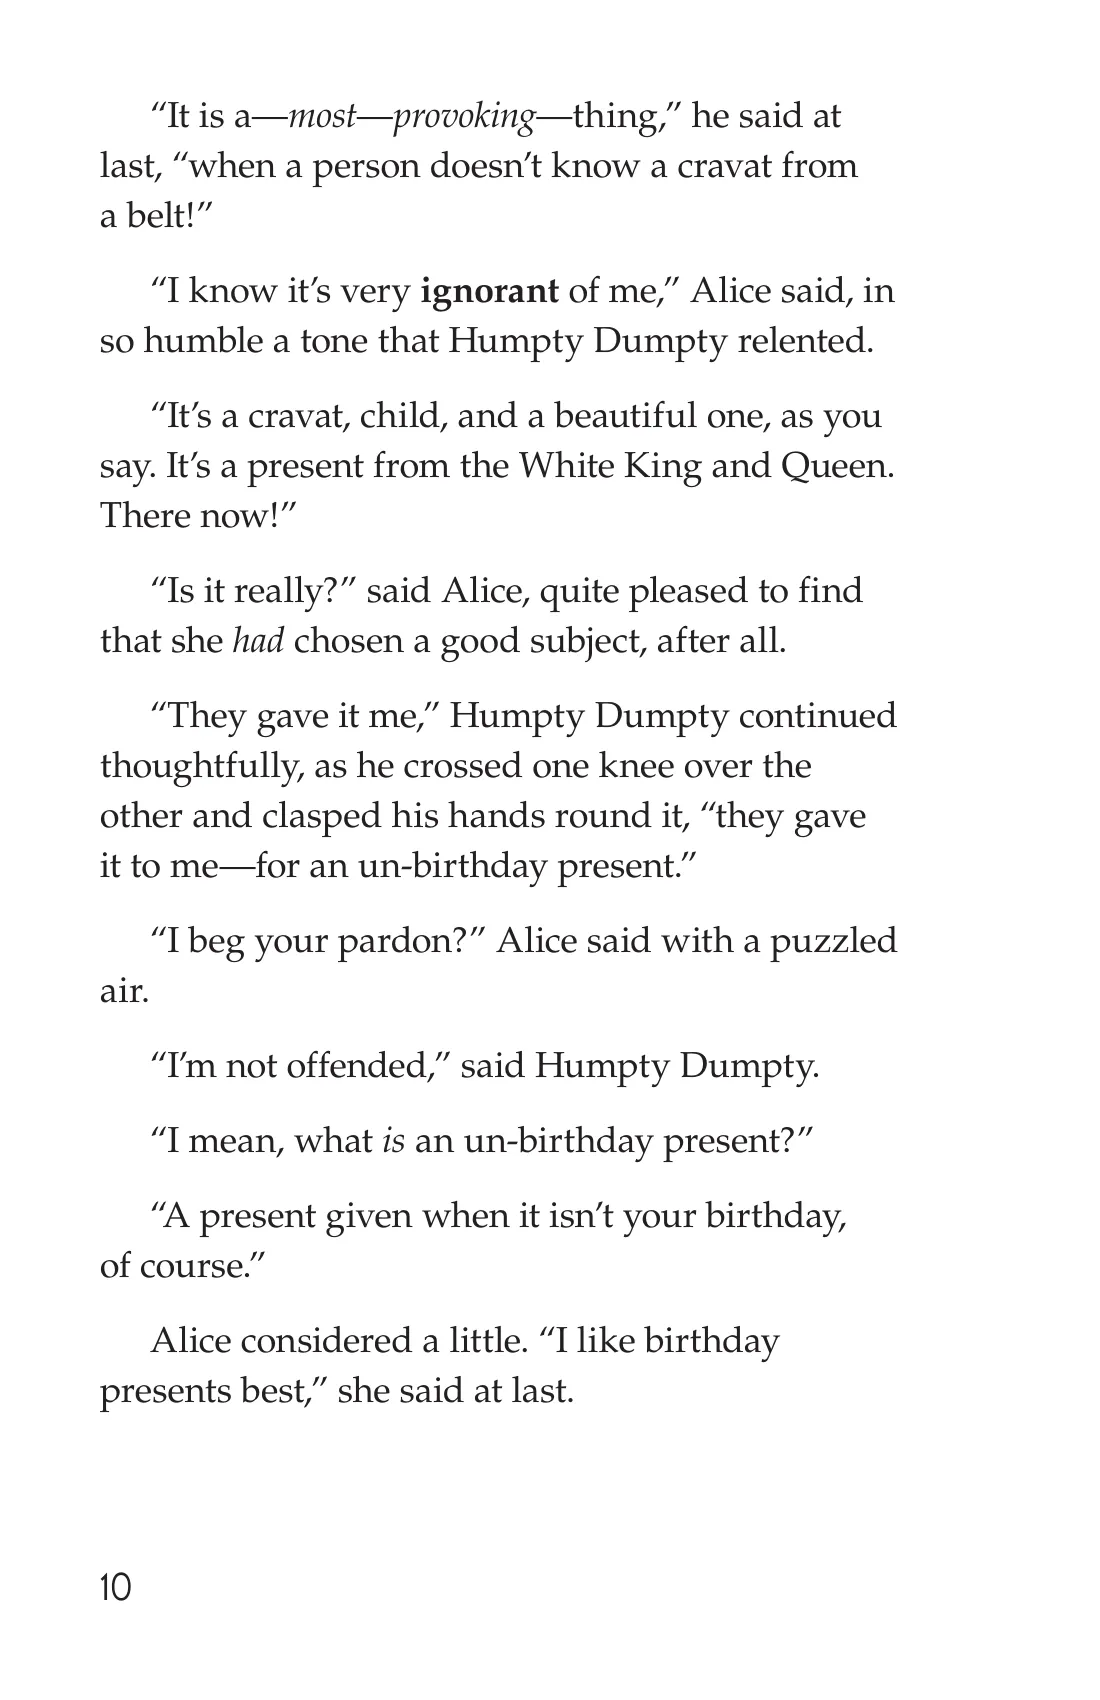 “It is a—most—provoking—thing,” he said at
last, “when a person doesn’t know a cravat from
a belt!”
“I know it’s very ignorant of me,” Alice said, in
so humble a tone that Humpty Dumpty relented.
“It’s a cravat, child, and a beautiful one, as you
say. It’s a present from the White King and Queen.
There now!”
“Is it really?” said Alice, quite pleased to find
that she had chosen a good subject, after all.
“They gave it me,” Humpty Dumpty continued
thoughtfully, as he crossed one knee over the
other and clasped his hands round it, “they gave
it to me—for an un-birthday present.”
“I beg your pardon?” Alice said with a puzzled
air.
“I’m not offended,” said Humpty Dumpty.
“I mean, what is an un-birthday present?”
“A present given when it isn’t your birthday,
of course.”
Alice considered a little. “I like birthday
presents best,” she said at last.
10